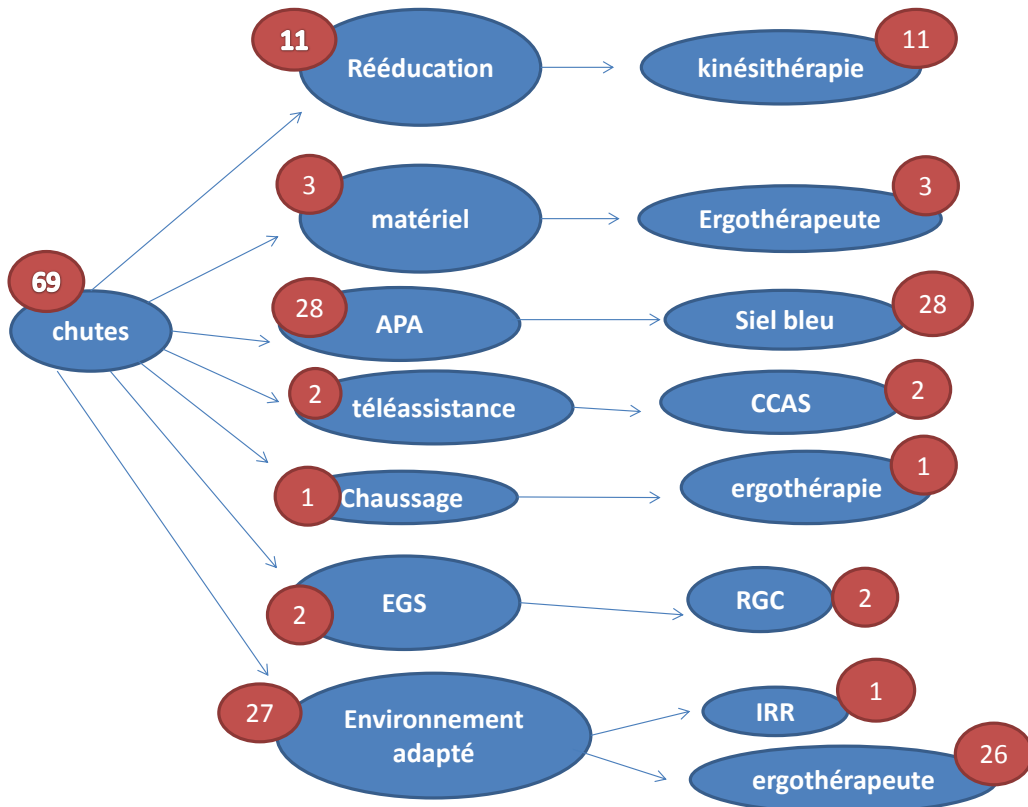 11
Rééducation
11
kinésithérapie
3
matériel
3
Ergothérapeute
69
chutes
28
APA
28
Siel bleu
2
téléassistance
2
CCAS
1
Chaussage
1
ergothérapie
2
EGS
RGC
2
27
Environnement
adapté
1
IRR
26
ergothérapeute